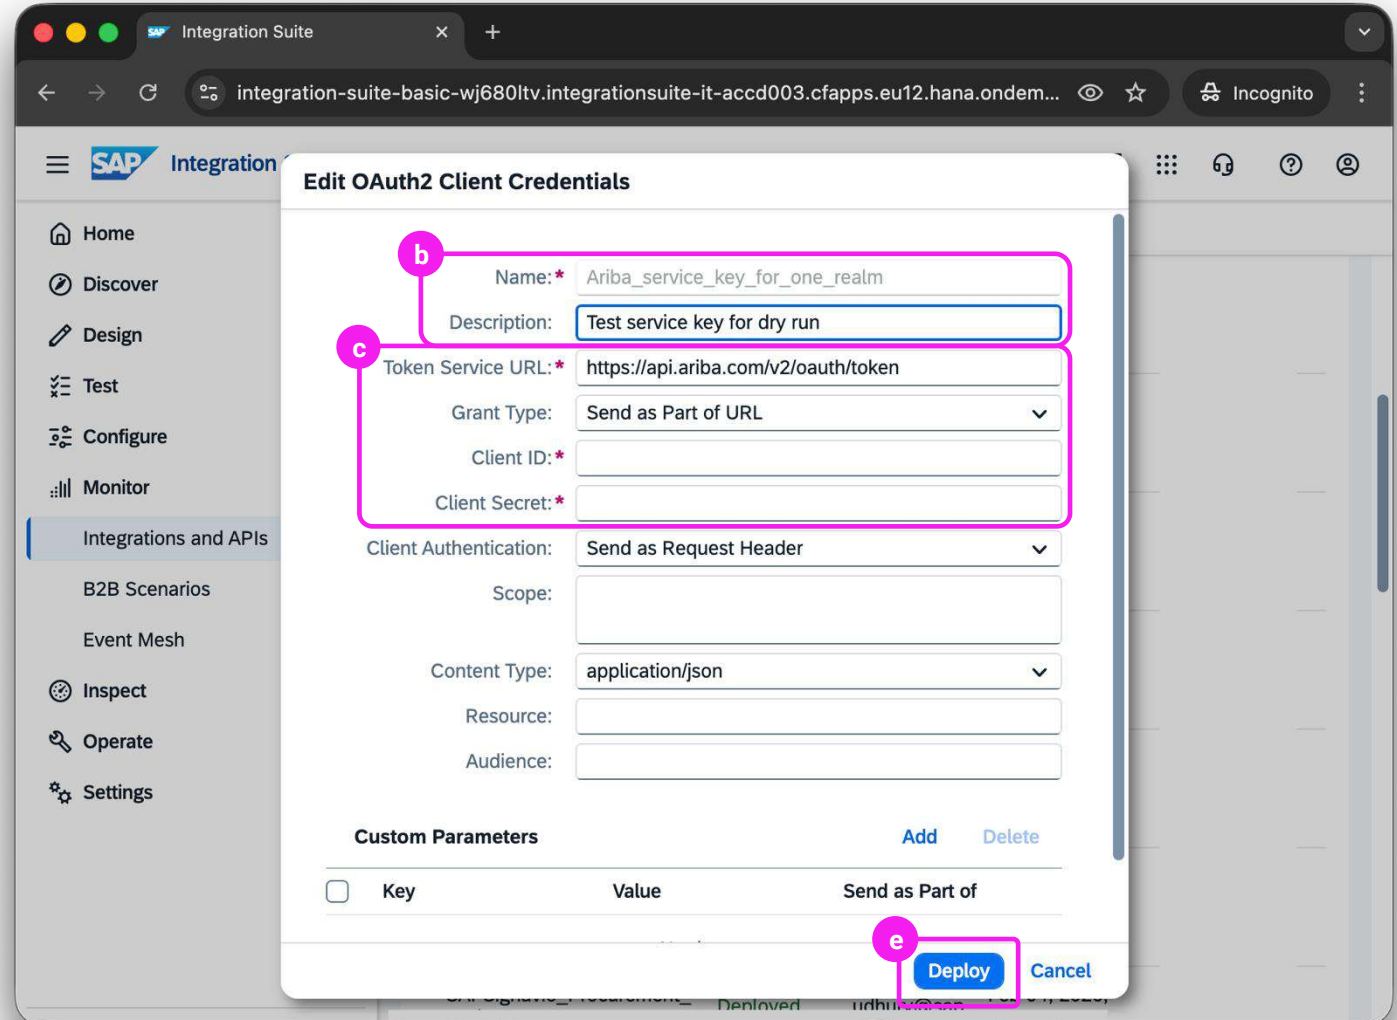 SAP Integration Suite
integration-suite-basic-wj680ltv.integrationsuite-it-accd003.cfapps.eu12.hana.ondem...
Incognito
SAP Integration
Edit OAuth2 Client Credentials
Home
Discover
Design
Test
Configure
Monitor
Integrations and APIs
B2B Scenarios
Event Mesh
Inspect
Operate
Settings
b
Name:* Ariba_service_key_for_one_realm
Description: Test service key for dry run
c
Token Service URL:* https://api.ariba.com/v2/oauth/token
Grant Type: Send as Part of URL
Client ID:*
Client Secret:*
Client Authentication: Send as Request Header
Scope:
Content Type: application/json
Resource:
Audience:
Custom Parameters Add Delete
Key Value Send as Part of
e
Deploy Cancel
Deployed